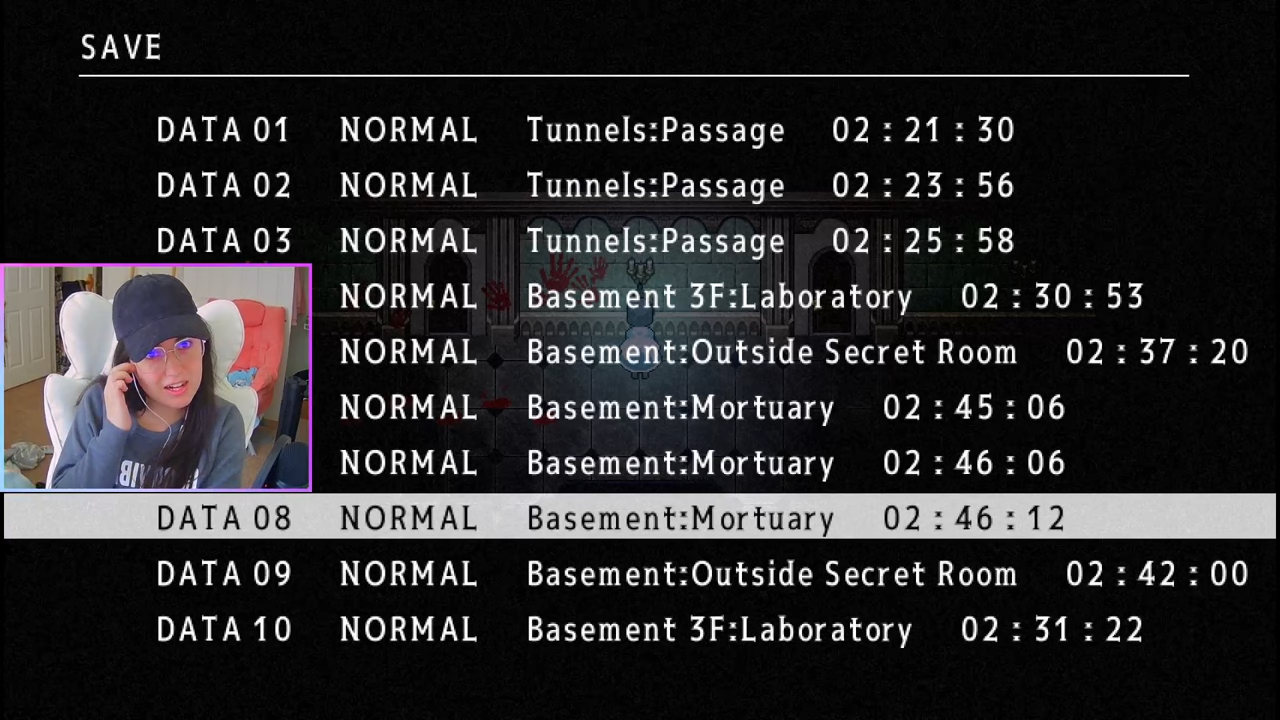 SAVE
DATA 01 NORMAL Tunnels:Passage 02 : 21 : 30
DATA 02 NORMAL Tunnels:Passage 02 : 23 : 56
DATA 03 NORMAL Tunnels:Passage 02 : 25 : 58
NORMAL Basement 3F:Laboratory 02 : 30 : 53
NORMAL Basement:Outside Secret Room 02 : 37 : 20
NORMAL Basement:Mortuary 02 : 45 : 06
NORMAL Basement:Mortuary 02 : 46 : 06
DATA 08 NORMAL Basement:Mortuary 02 : 46 : 12
DATA 09 NORMAL Basement:Outside Secret Room 02 : 42 : 00
DATA 10 NORMAL Basement 3F:Laboratory 02 : 31 : 22